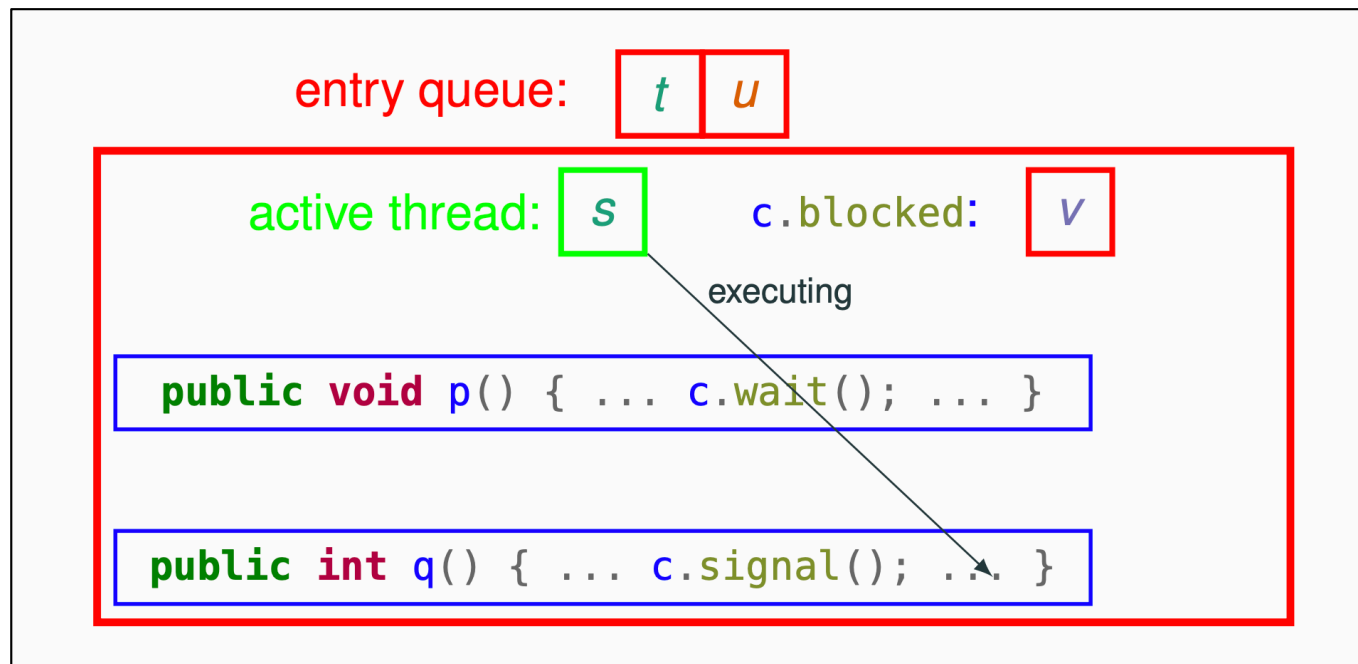 entry queue: t u
active thread: s c.blocked: v
executing
public void p() { ... c.wait(); ... }
public int q() { ... c.signal(); ... }